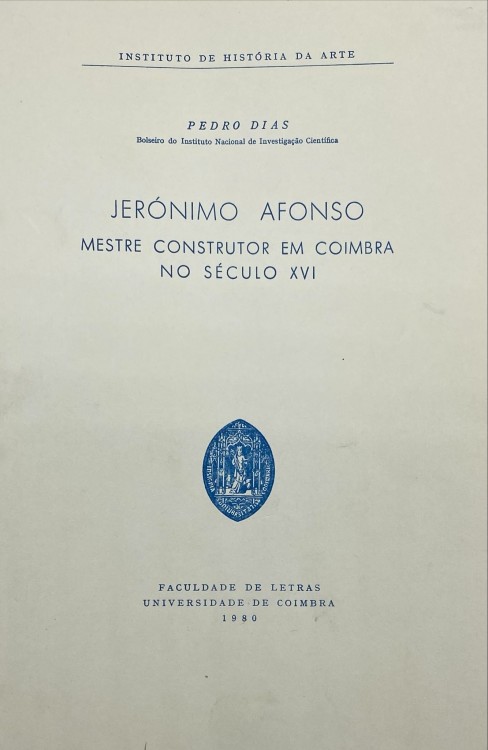 INSTITUTO DE HISTÓRIA DA ARTE
PEDRO DIAS
Bolseiro do Instituto Nacional de Investigação Científica
JERÓNIMO AFONSO
MESTRE CONSTRUTOR EM COIMBRA
NO SÉCULO XVI
FACULDADE DE LETRAS
UNIVERSIDADE DE COIMBRA
1980